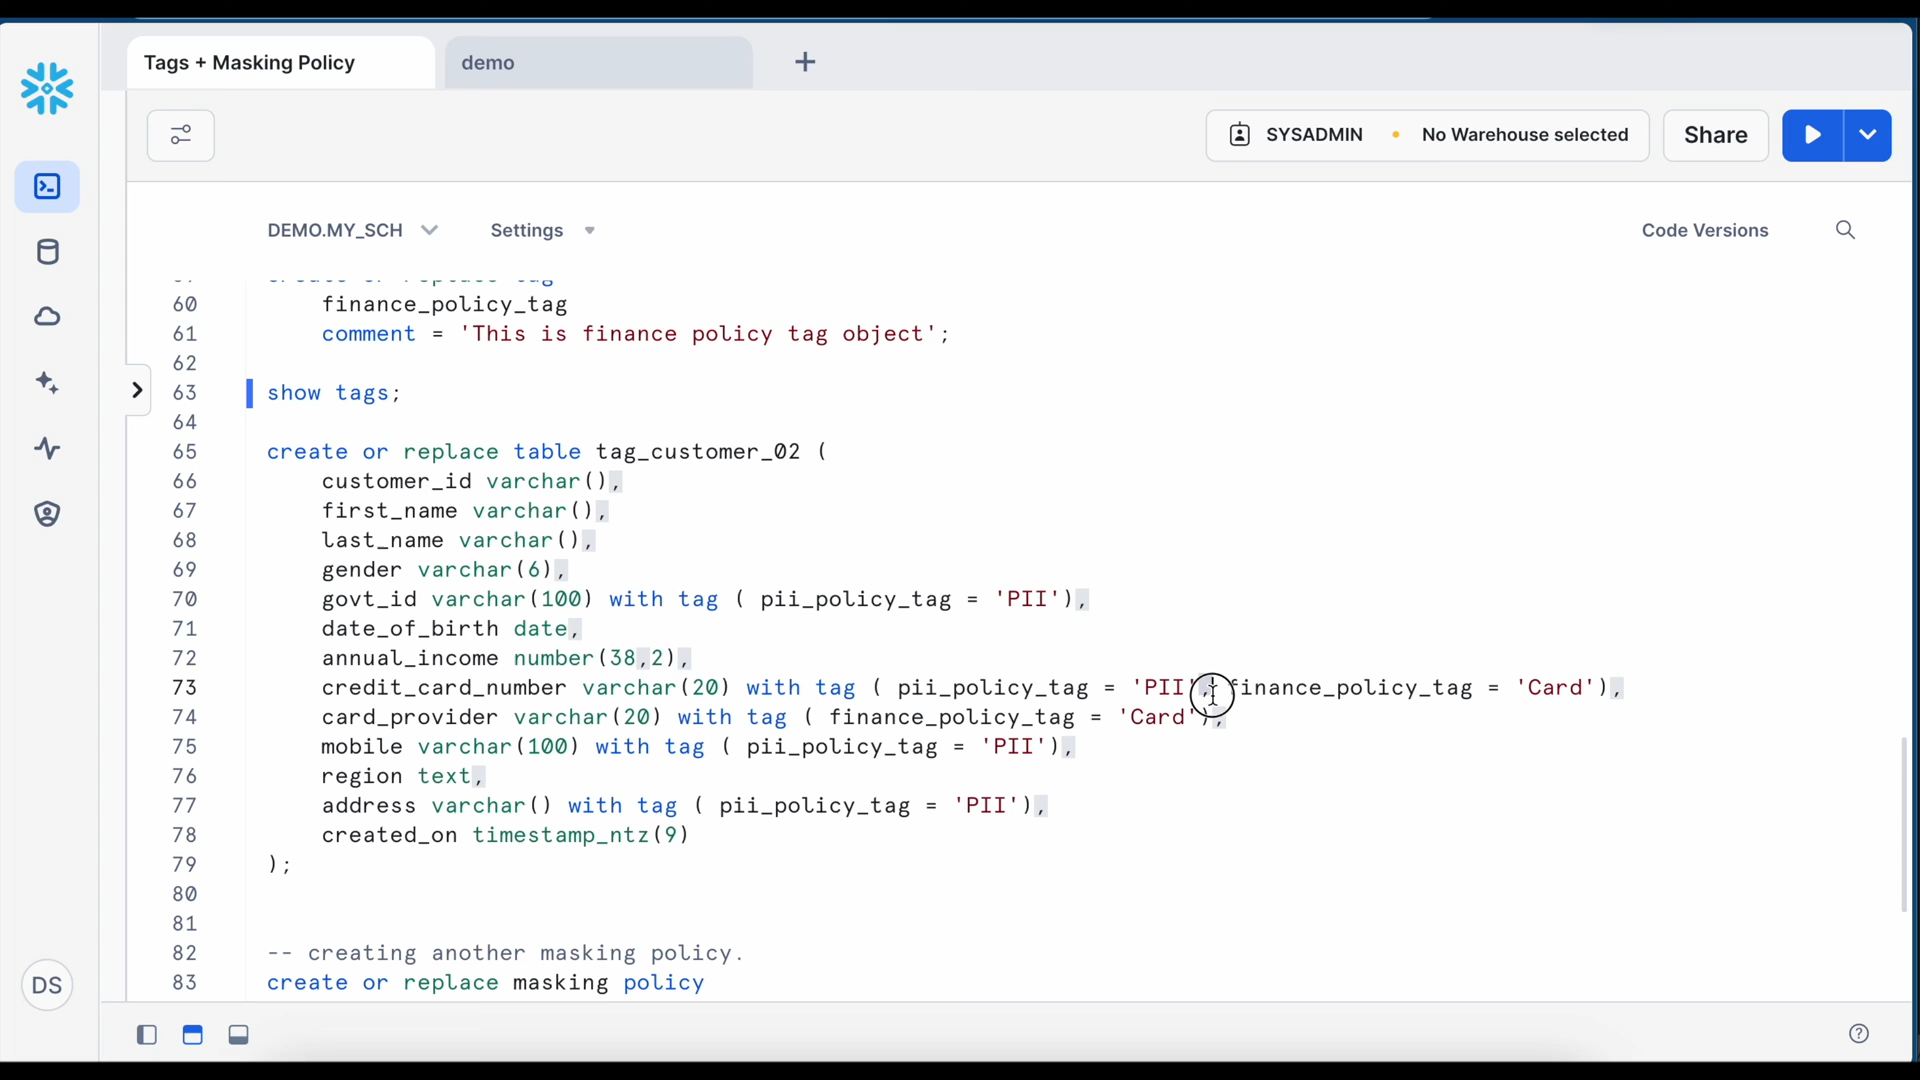 Tags + Masking Policy
demo
SYSADMIN
No Warehouse selected
Share
DEMO.MY_SCH
Settings
Code Versions
60 finance_policy_tag
61 comment = 'This is finance policy tag object';
62
63 show tags;
64
65 create or replace table tag_customer_02 (
66 customer_id varchar(),
67 first_name varchar(),
68 last_name varchar(),
69 gender varchar(6),
70 govt_id varchar(100) with tag ( pii_policy_tag = 'PII'),
71 date_of_birth date,
72 annual_income number(38,2),
73 credit_card_number varchar(20) with tag ( pii_policy_tag = 'PII', finance_policy_tag = 'Card'),
74 card_provider varchar(20) with tag ( finance_policy_tag = 'Card'),
75 mobile varchar(100) with tag ( pii_policy_tag = 'PII'),
76 region text,
77 address varchar() with tag ( pii_policy_tag = 'PII'),
78 created_on timestamp_ntz(9)
79 );
80
81
82 -- creating another masking policy.
83 create or replace masking policy
DS